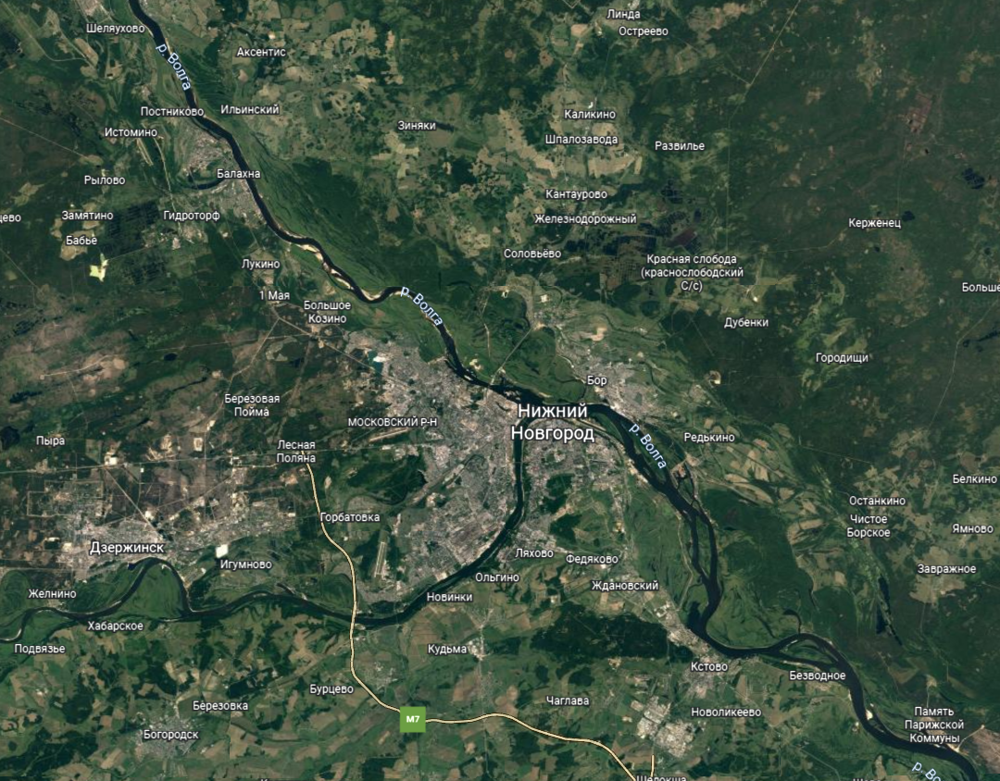 Линда
Шеляухово
Остреево
Аксентис
р. Волга
Постниково
Ильинский
Каликино
Зиняки
Истомино
Шпалозавода
Развилье
Балахна
Рылово
Кантаурово
Замятино
Гидроторф
цево
Железнодорожный
Керженец
Бабье
Соловьёво
Красная слобода
(краснослободский
С/с)
Лукино
Больше
1 Мая
р. Волга
Большое
Козино
Дубенки
Городищи
Бор
Березовая
Пойма
Нижний
Новгород
МОСКОВСКИЙ Р-Н
р. Волга
Редькино
Пыра
Лесная
Поляна
Белкино
Останкино
Горбатовка
Чистое
Борское
Ямново
Дзержинск
Ляхово
Федяково
Игумново
Завражное
Ольгино
Ждановский
Желнино
Новинки
Хабарское
Подвязье
Кудьма
Кстово
Безводное
Бурцево
Чаглава
Березовка
Новоликеево
М7
Память
Парижской
Коммуны
Богородск
р. Во